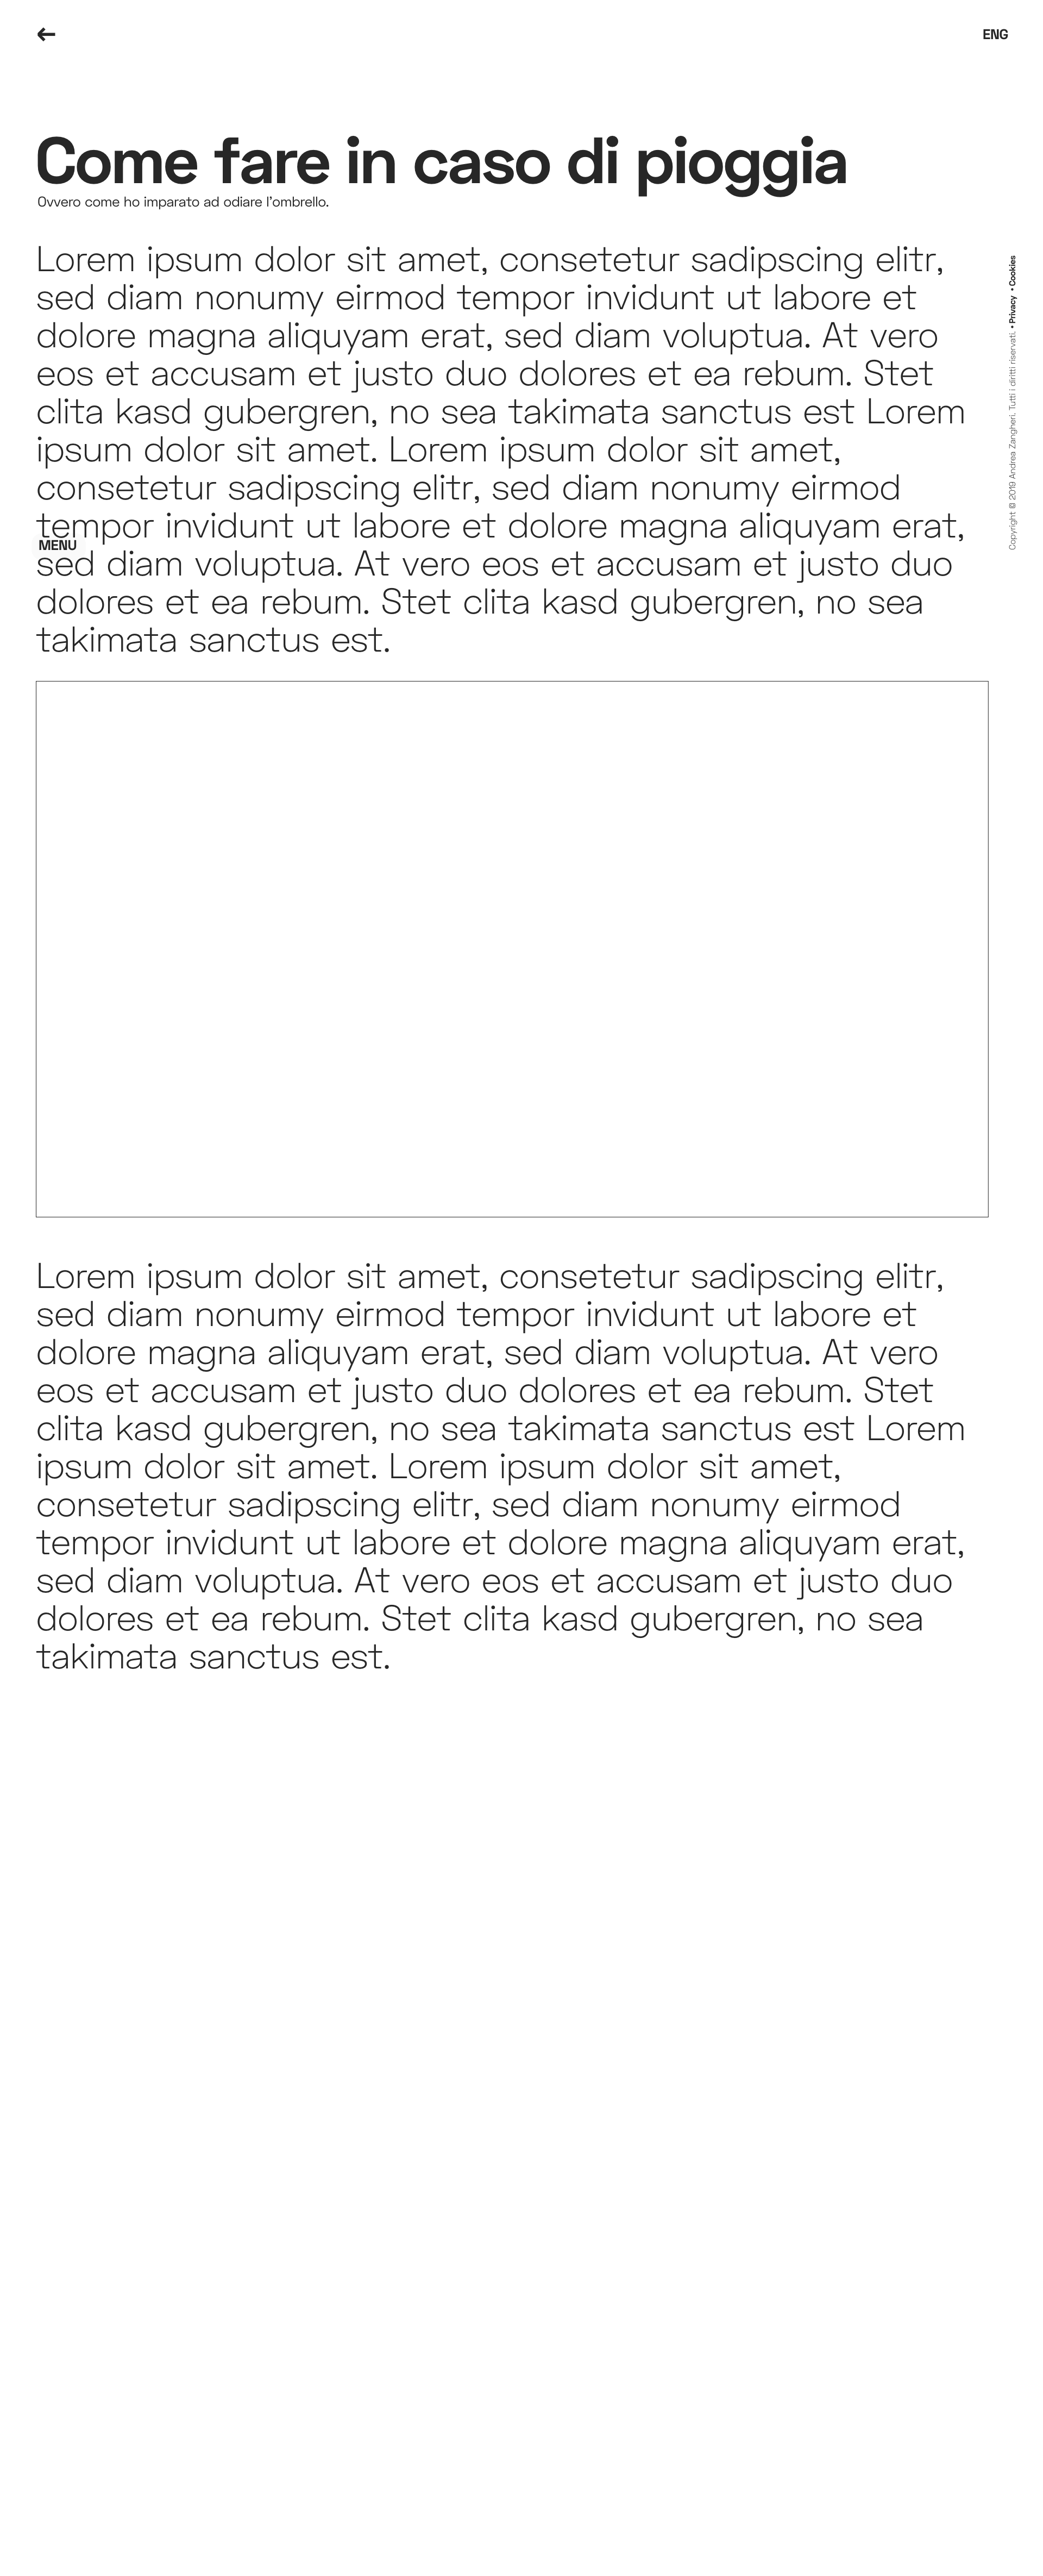 ←
ENG
Come fare in caso di pioggia
Ovvero come ho imparato ad odiare l'ombrello.
Lorem ipsum dolor sit amet, consetetur sadipscing elitr,
sed diam nonumy eirmod tempor invidunt ut labore et
dolore magna aliquyam erat, sed diam voluptua. At vero
eos et accusam et justo duo dolores et ea rebum. Stet
clita kasd gubergren, no sea takimata sanctus est Lorem
ipsum dolor sit amet. Lorem ipsum dolor sit amet,
consetetur sadipscing elitr, sed diam nonumy eirmod
tempor invidunt ut labore et dolore magna aliquyam erat,
MENU
sed diam voluptua. At vero eos et accusam et justo duo
dolores et ea rebum. Stet clita kasd gubergren, no sea
takimata sanctus est.
Copyright © 2019 Andrea Zangheri. Tutti i diritti riservati. • Privacy • Cookies
Lorem ipsum dolor sit amet, consetetur sadipscing elitr,
sed diam nonumy eirmod tempor invidunt ut labore et
dolore magna aliquyam erat, sed diam voluptua. At vero
eos et accusam et justo duo dolores et ea rebum. Stet
clita kasd gubergren, no sea takimata sanctus est Lorem
ipsum dolor sit amet. Lorem ipsum dolor sit amet,
consetetur sadipscing elitr, sed diam nonumy eirmod
tempor invidunt ut labore et dolore magna aliquyam erat,
sed diam voluptua. At vero eos et accusam et justo duo
dolores et ea rebum. Stet clita kasd gubergren, no sea
takimata sanctus est.